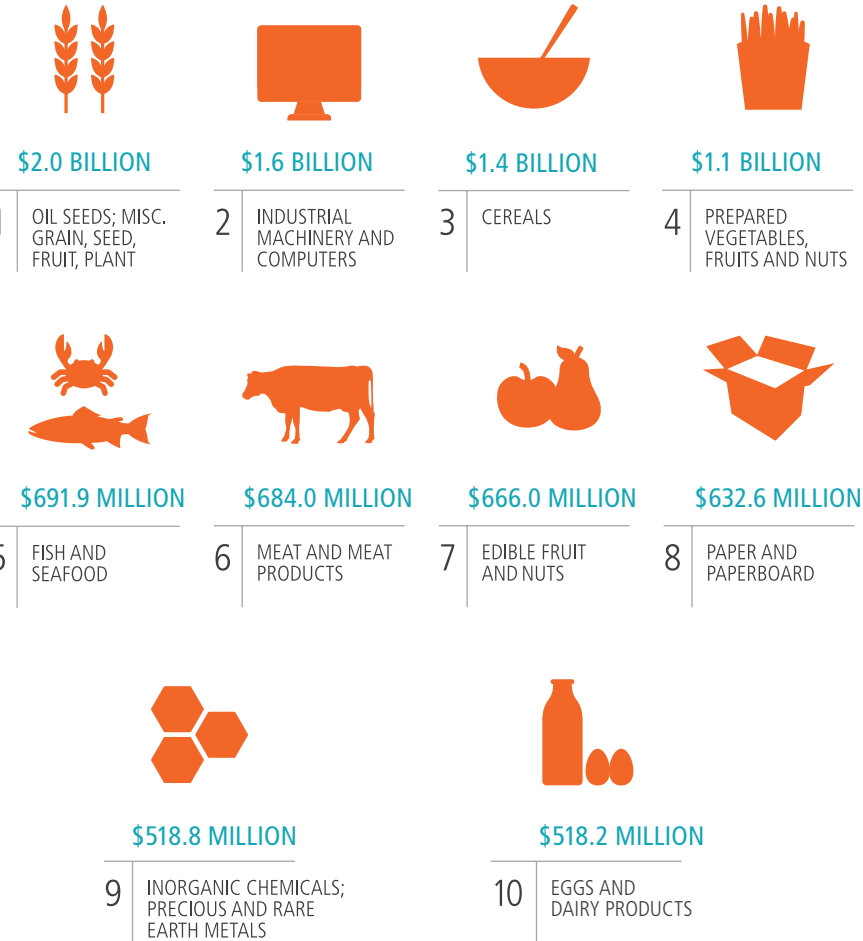 $2.0 BILLION
$1.6 BILLION
$1.4 BILLION
$1.1 BILLION
1
OIL SEEDS; MISC.
GRAIN, SEED,
FRUIT, PLANT
2
INDUSTRIAL
MACHINERY AND
COMPUTERS
3
CEREALS
4
PREPARED
VEGETABLES,
FRUITS AND NUTS
$691.9 MILLION
$684.0 MILLION
$666.0 MILLION
$632.6 MILLION
5
FISH AND
SEAFOOD
6
MEAT AND MEAT
PRODUCTS
7
EDIBLE FRUIT
AND NUTS
8
PAPER AND
PAPERBOARD
$518.8 MILLION
$518.2 MILLION
9
INORGANIC CHEMICALS;
PRECIOUS AND RARE
EARTH METALS
10
EGGS AND
DAIRY PRODUCTS